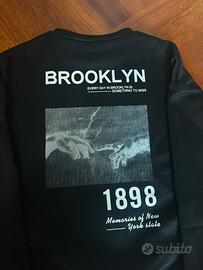 BROOKLYN
EVERY DAY IN BROOKLYN IS
SOMETHING TO MISS
1898
Memories of New
York state
subito